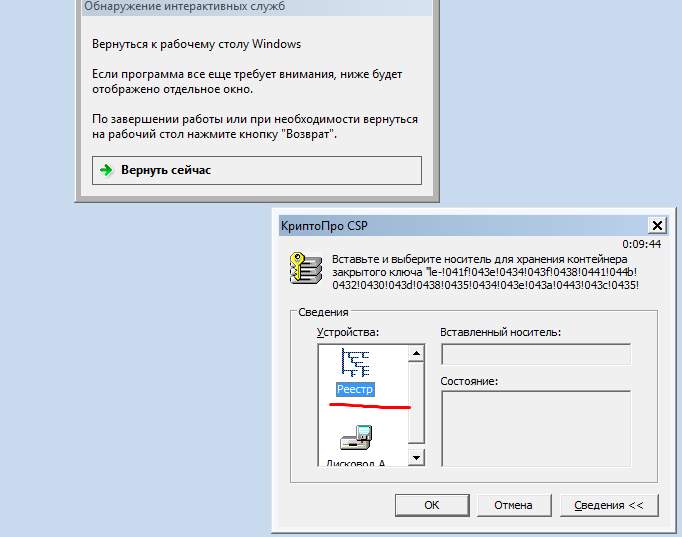 Обнаружение интерактивных служб
Вернуться к рабочему столу Windows
Если программа все еще требует внимания, ниже будет
отображено отдельное окно.
По завершении работы или при необходимости вернуться
на рабочий стол нажмите кнопку "Возврат".
Вернуть сейчас
КриптоПро CSP
0:09:44
Вставьте и выберите носитель для хранения контейнера
закрытого ключа "le-!041f!043e!0434!043f!0438!0441!044b!
0432!0430!043d!0438!0435!0434!043e!043a!0443!043c!0435!
Сведения
Устройства:
Вставленный носитель:
Реестр
Состояние:
Дисковод A
OK
Отмена
Сведения <<